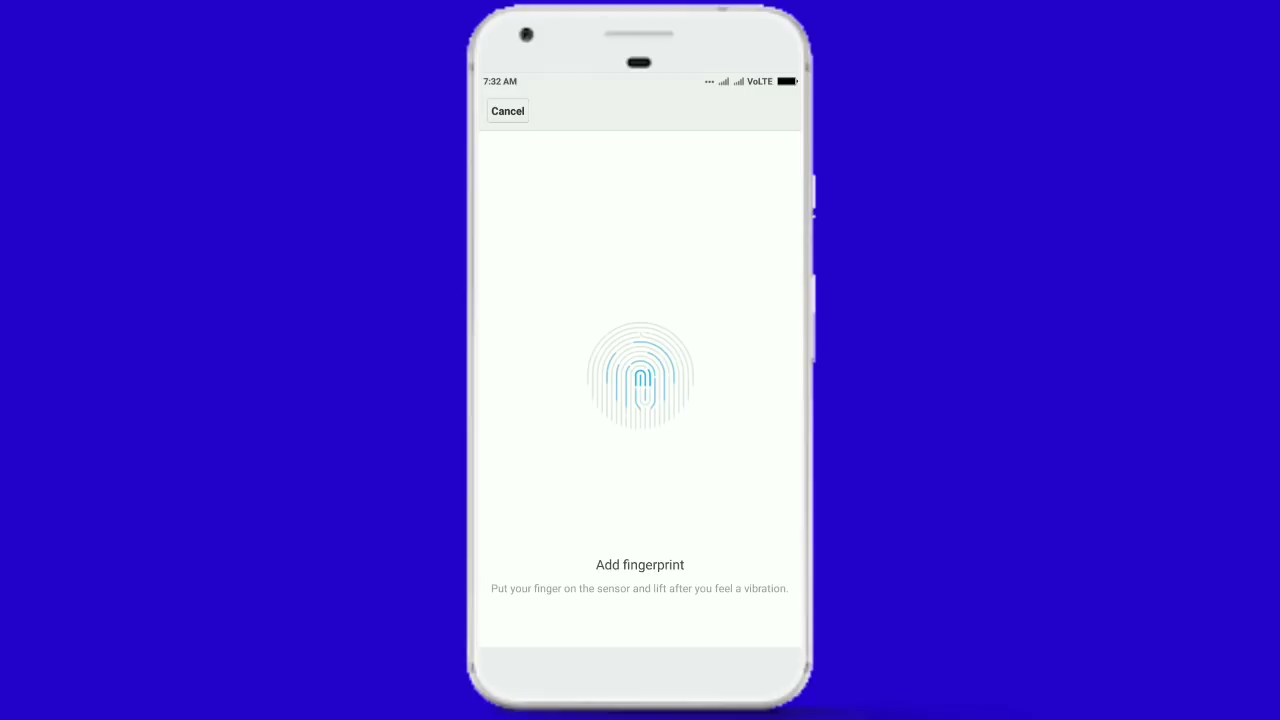 7:32 AM VoLTE
Cancel
Add fingerprint
Put your finger on the sensor and lift after you feel a vibration.